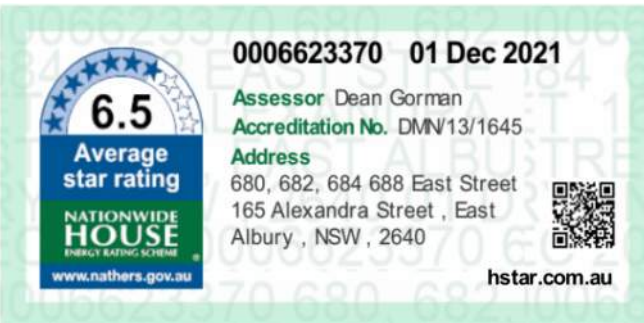 6.5
Average
star rating
NATIONWIDE
HOUSE
ENERGY RATING SCHEME
®
www.nathers.gov.au
0006623370 01 Dec 2021
Assessor Dean Gorman
Accreditation No. DMN/13/1645
Address
680, 682, 684 688 East Street
165 Alexandra Street , East
Albury , NSW , 2640
hstar.com.au